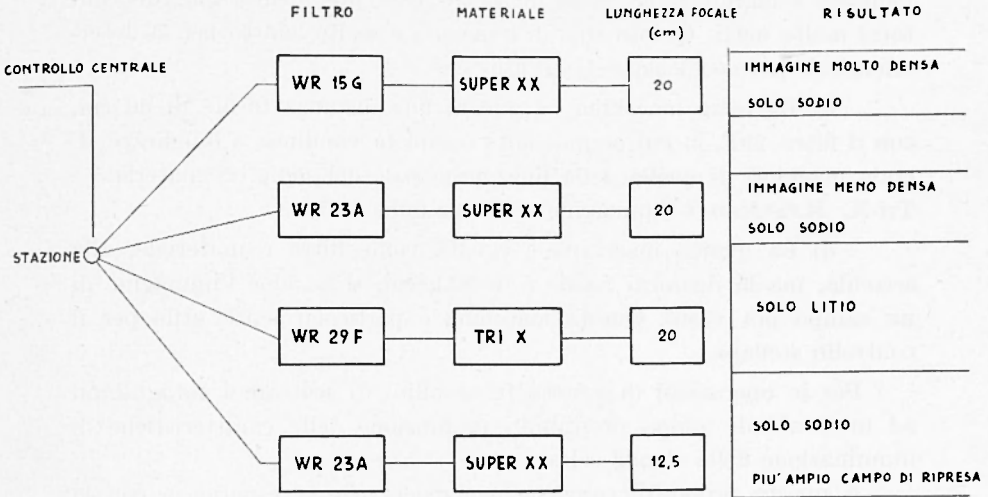 FILTRO MATERIALE LUNGHEZZA FOCALE (cm) RISULTATO
CONTROLLO CENTRALE
STAZIONE
WR 15G SUPER XX 20 IMMAGINE MOLTO DENSA
SOLO SODIO
WR 23A SUPER XX 20 IMMAGINE MENO DENSA
SOLO SODIO
WR 29F TRI X 20 SOLO LITIO
WR 23A SUPER XX 12,5 SOLO SODIO
PIU' AMPIO CAMPO DI RIPRESA